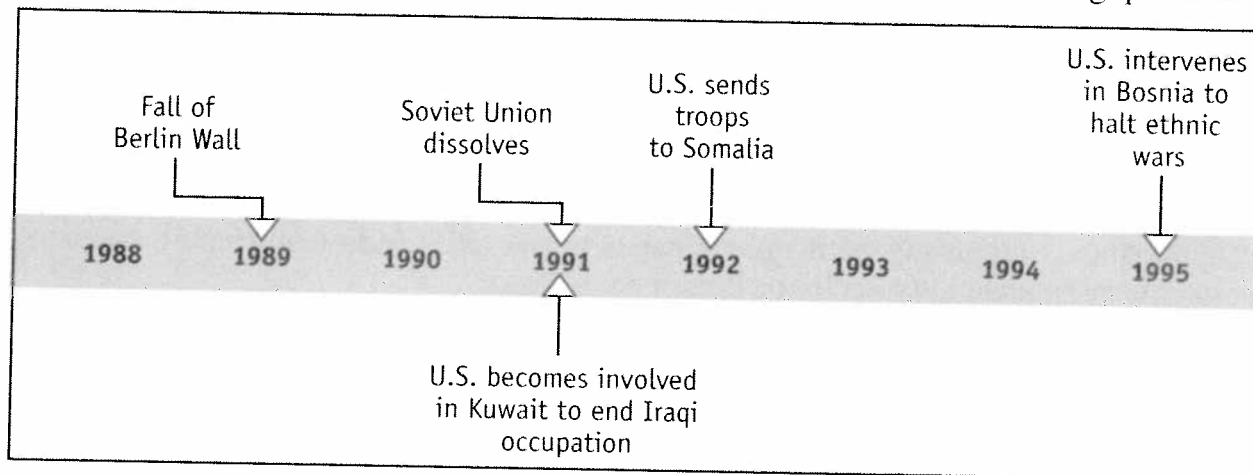 Fall of
Berlin Wall
Soviet Union
dissolves
U.S. sends
troops
to Somalia
U.S. intervenes
in Bosnia to
halt ethnic
wars
1988 1989 1990 1991 1992 1993 1994 1995
U.S. becomes involved
in Kuwait to end Iraqi
occupation